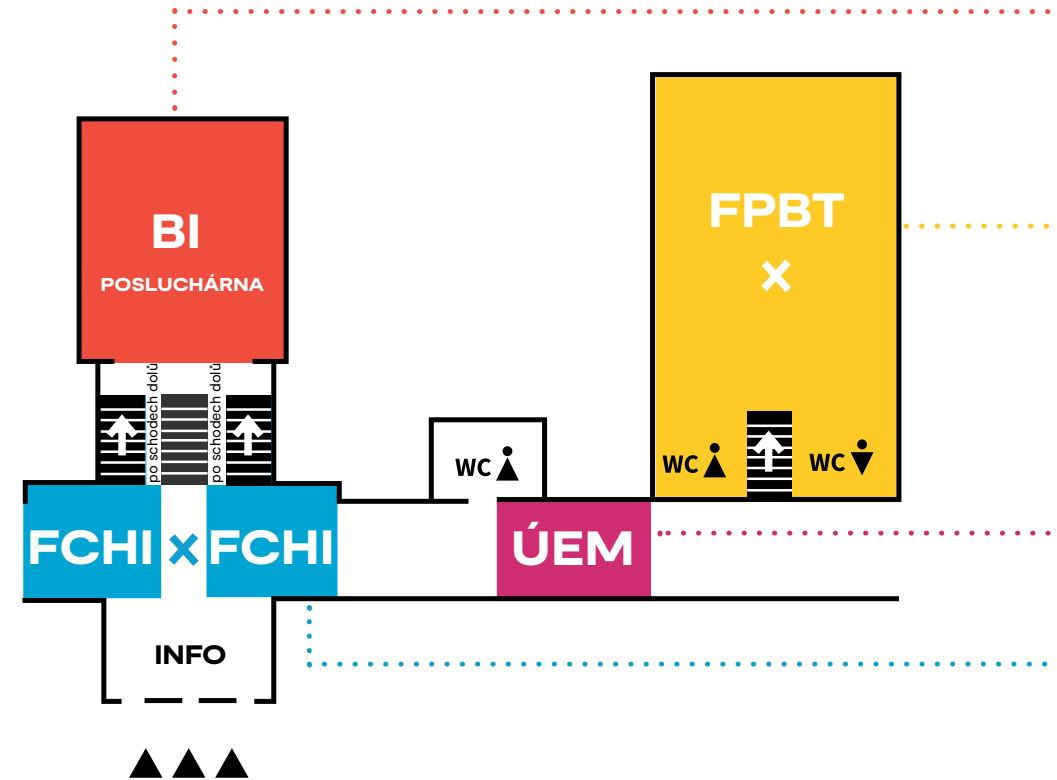 BI
POSLUCHÁRNA
FPBT
×
po schodech dolů
po schodech dolů
WC
WC
WC
FCHI × FCHI
ÚEM
INFO